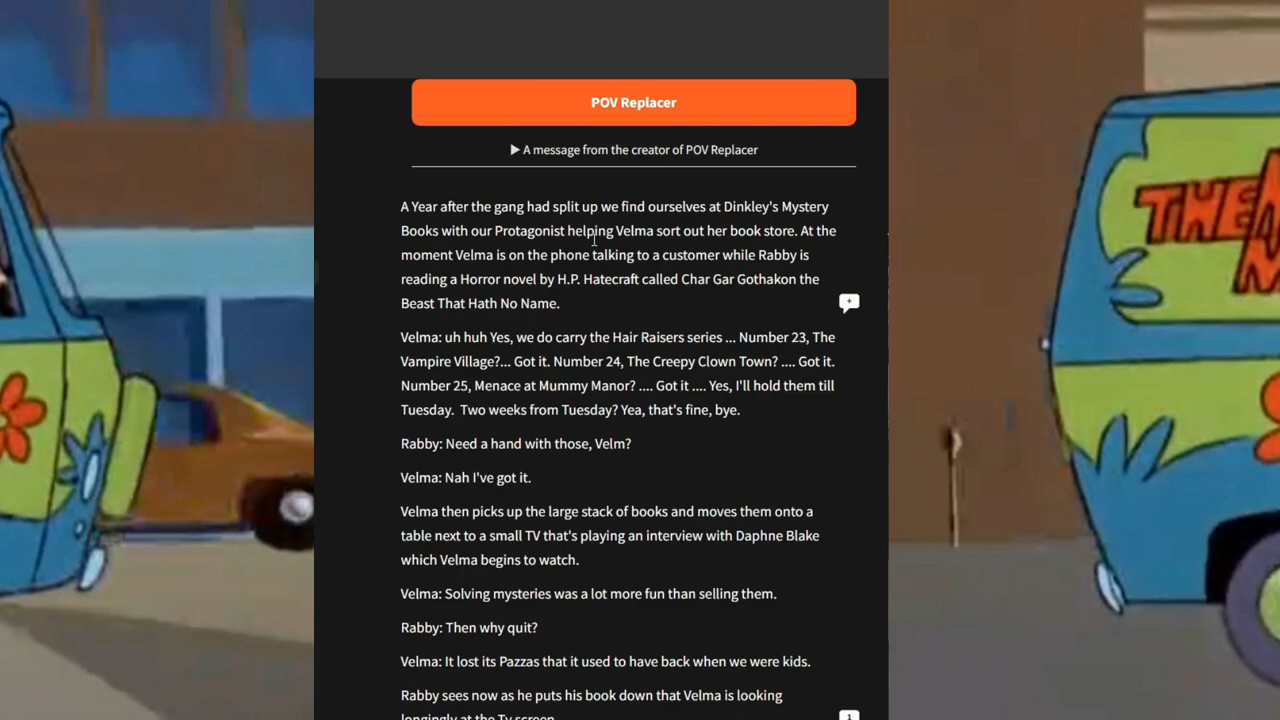 POV Replacer
▶ A message from the creator of POV Replacer
A Year after the gang had split up we find ourselves at Dinkley's Mystery
Books with our Protagonist helping Velma sort out her book store. At the
moment Velma is on the phone talking to a customer while Rabby is
reading a Horror novel by H.P. Hatecraft called Char Gar Gothakon the
Beast That Hath No Name.
+
Velma: uh huh Yes, we do carry the Hair Raisers series ... Number 23, The
Vampire Village?... Got it. Number 24, The Creepy Clown Town? .... Got it.
Number 25, Menace at Mummy Manor? .... Got it .... Yes, I'll hold them till
Tuesday.  Two weeks from Tuesday? Yea, that's fine, bye.
Rabby: Need a hand with those, Velm?
Velma: Nah I've got it.
Velma then picks up the large stack of books and moves them onto a
table next to a small TV that's playing an interview with Daphne Blake
which Velma begins to watch.
Velma: Solving mysteries was a lot more fun than selling them.
Rabby: Then why quit?
Velma: It lost its Pazzas that it used to have back when we were kids.
Rabby sees now as he puts his book down that Velma is looking
longingly at the Tv screen
1
THE
M